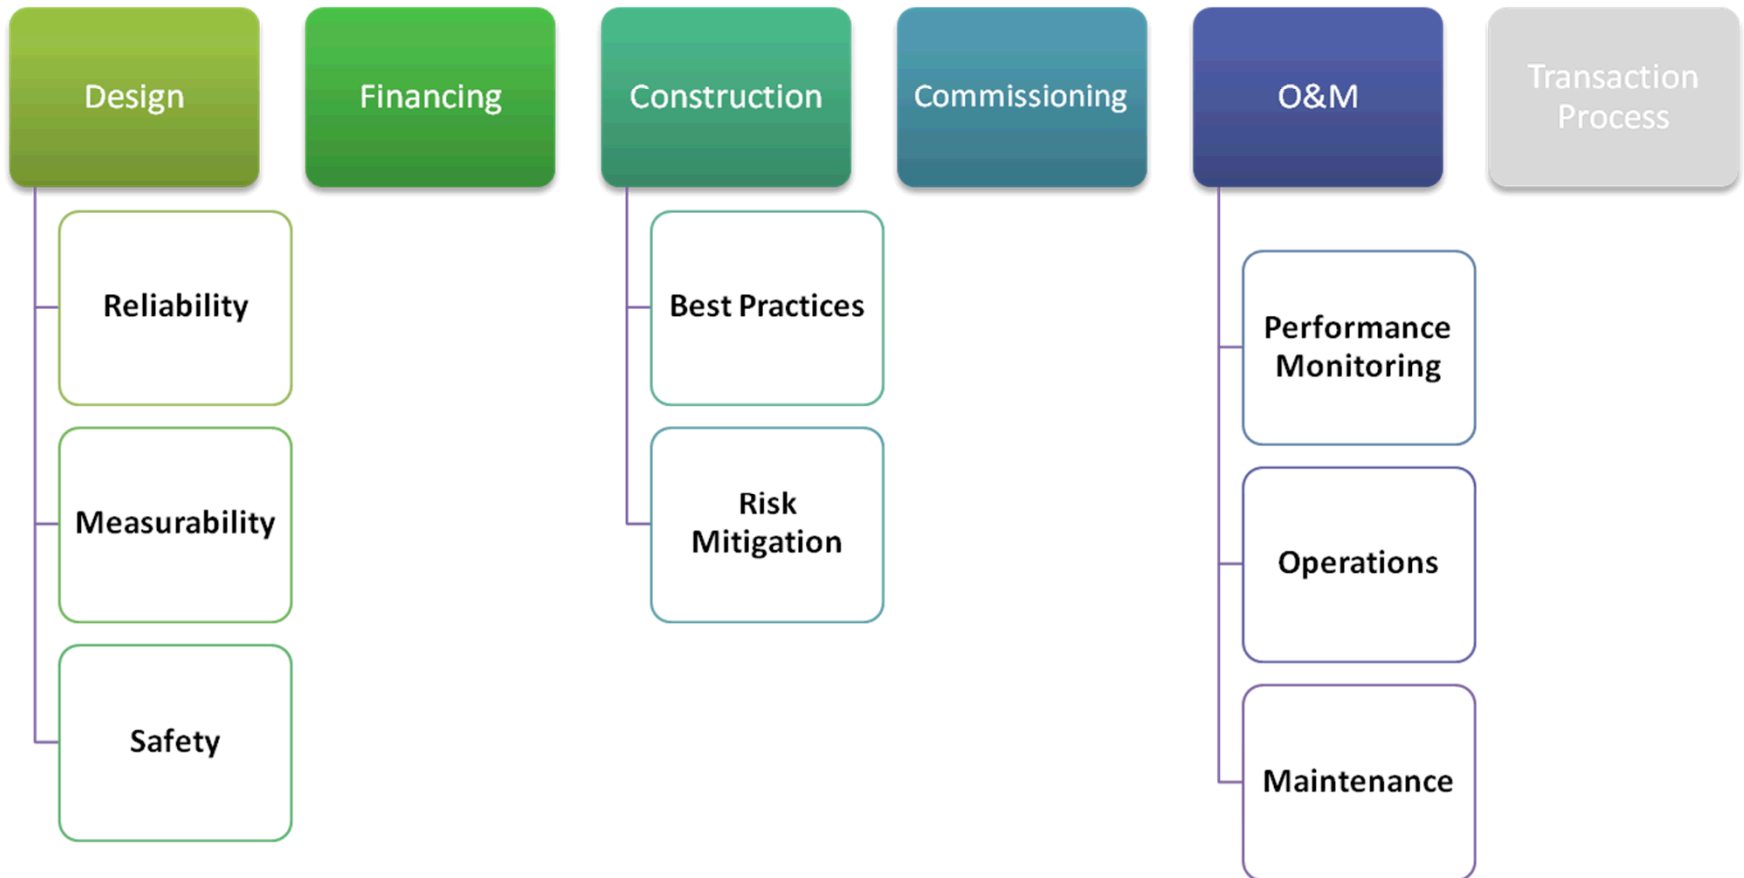 Design
Financing
Construction
Commissioning
O&M
Transaction
Process
Reliability
Measurability
Safety
Best Practices
Risk
Mitigation
Performance
Monitoring
Operations
Maintenance